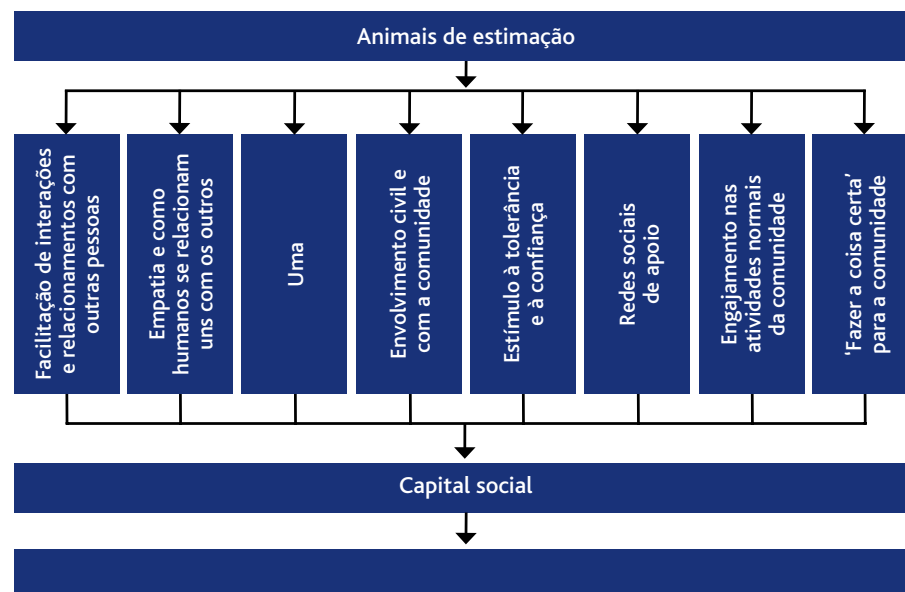 Animais de estimação
Facilitação de interações
e relacionamentos com
outras pessoas
Empatia e como
humanos se relacionam
uns com os outros
Uma
Envolvimento civil e
com a comunidade
Estímulo à tolerância
e à confiança
Redes sociais
de apoio
Engajamento nas
atividades normais
da comunidade
‘Fazer a coisa certa’
para a comunidade
Capital social